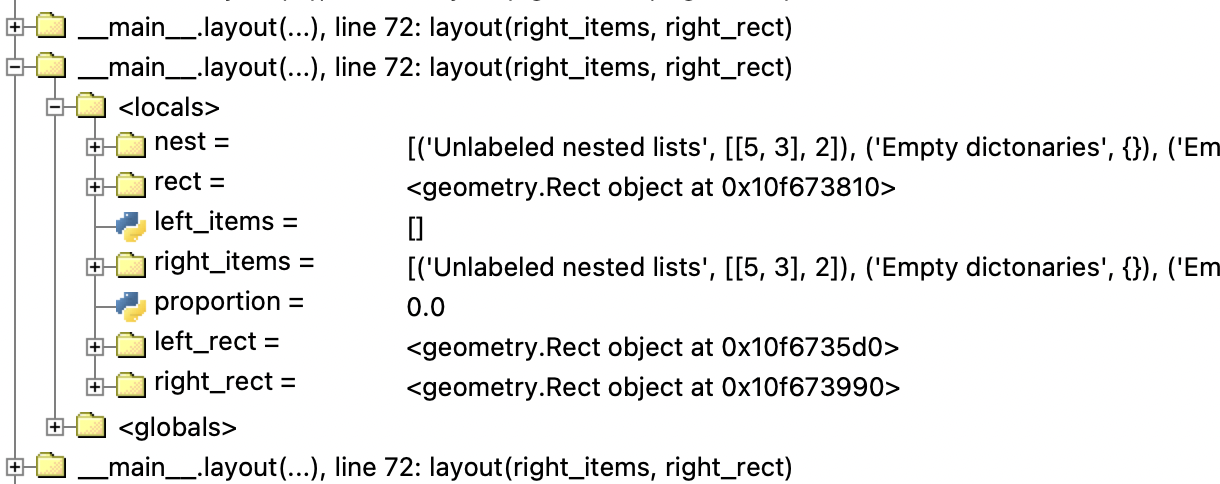 __main__.layout(...), line 72: layout(right_items, right_rect)
__main__.layout(...), line 72: layout(right_items, right_rect)
<locals>
nest = [('Unlabeled nested lists', [[5, 3], 2]), ('Empty dictonaries', {}), ('Em
rect = <geometry.Rect object at 0x10f673810>
left_items = []
right_items = [('Unlabeled nested lists', [[5, 3], 2]), ('Empty dictonaries', {}), ('Em
proportion = 0.0
left_rect = <geometry.Rect object at 0x10f6735d0>
right_rect = <geometry.Rect object at 0x10f673990>
<globals>
__main__.layout(...), line 72: layout(right_items, right_rect)